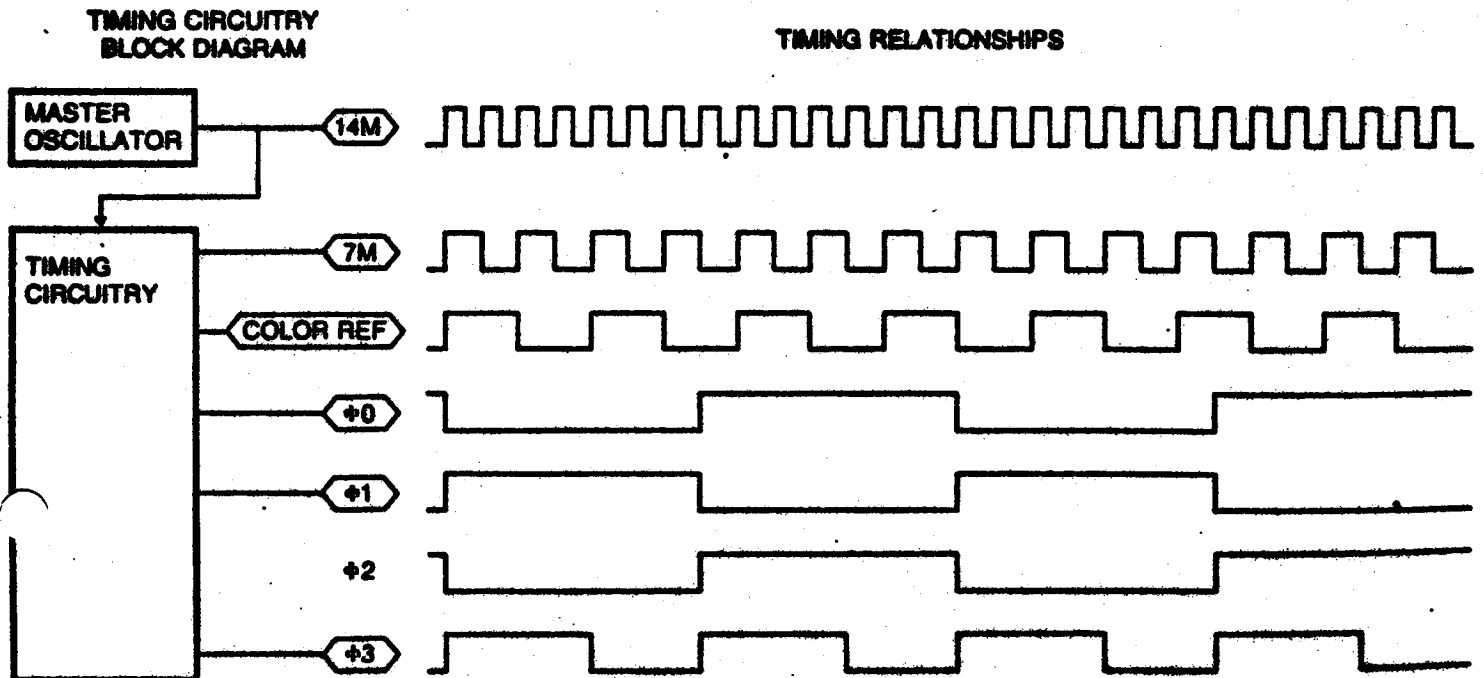 TIMING CIRCUITRY
BLOCK DIAGRAM
TIMING RELATIONSHIPS
MASTER
OSCILLATOR
14M
7M
TIMING
CIRCUITRY
COLOR REF
Φ0
Φ1
Φ2
Φ3